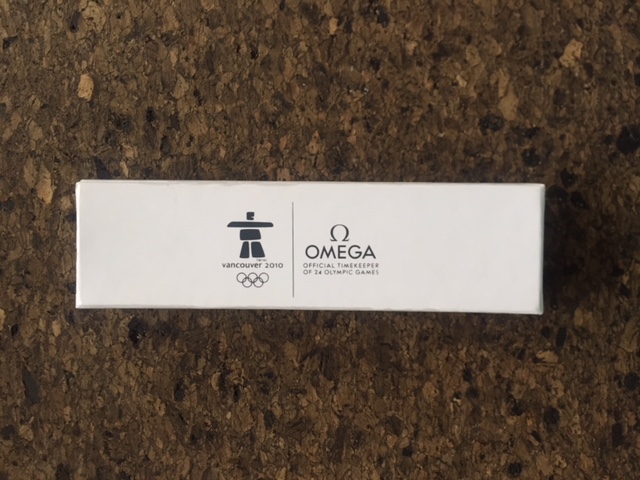 vancouver 2010
Ω
OMEGA
OFFICIAL TIMEKEEPER
OF 24 OLYMPIC GAMES